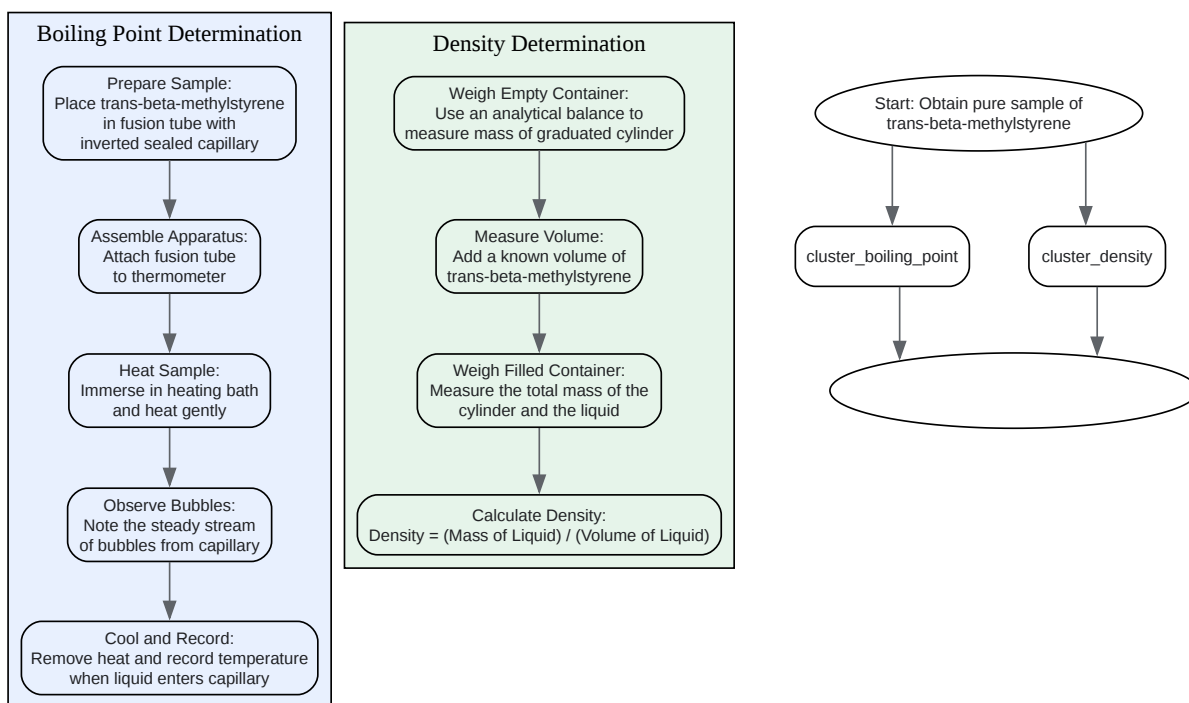 Boiling Point Determination
Prepare Sample:
Place trans-beta-methylstyrene
in fusion tube with
inverted sealed capillary
Assemble Apparatus:
Attach fusion tube
to thermometer
Heat Sample:
Immerse in heating bath
and heat gently
Observe Bubbles:
Note the steady stream
of bubbles from capillary
Cool and Record:
Remove heat and record temperature
when liquid enters capillary
Density Determination
Weigh Empty Container:
Use an analytical balance to
measure mass of graduated cylinder
Measure Volume:
Add a known volume of
trans-beta-methylstyrene
Weigh Filled Container:
Measure the total mass of the
cylinder and the liquid
Calculate Density:
Density = (Mass of Liquid) / (Volume of Liquid)
Start: Obtain pure sample of
trans-beta-methylstyrene
cluster_boiling_point
cluster_density